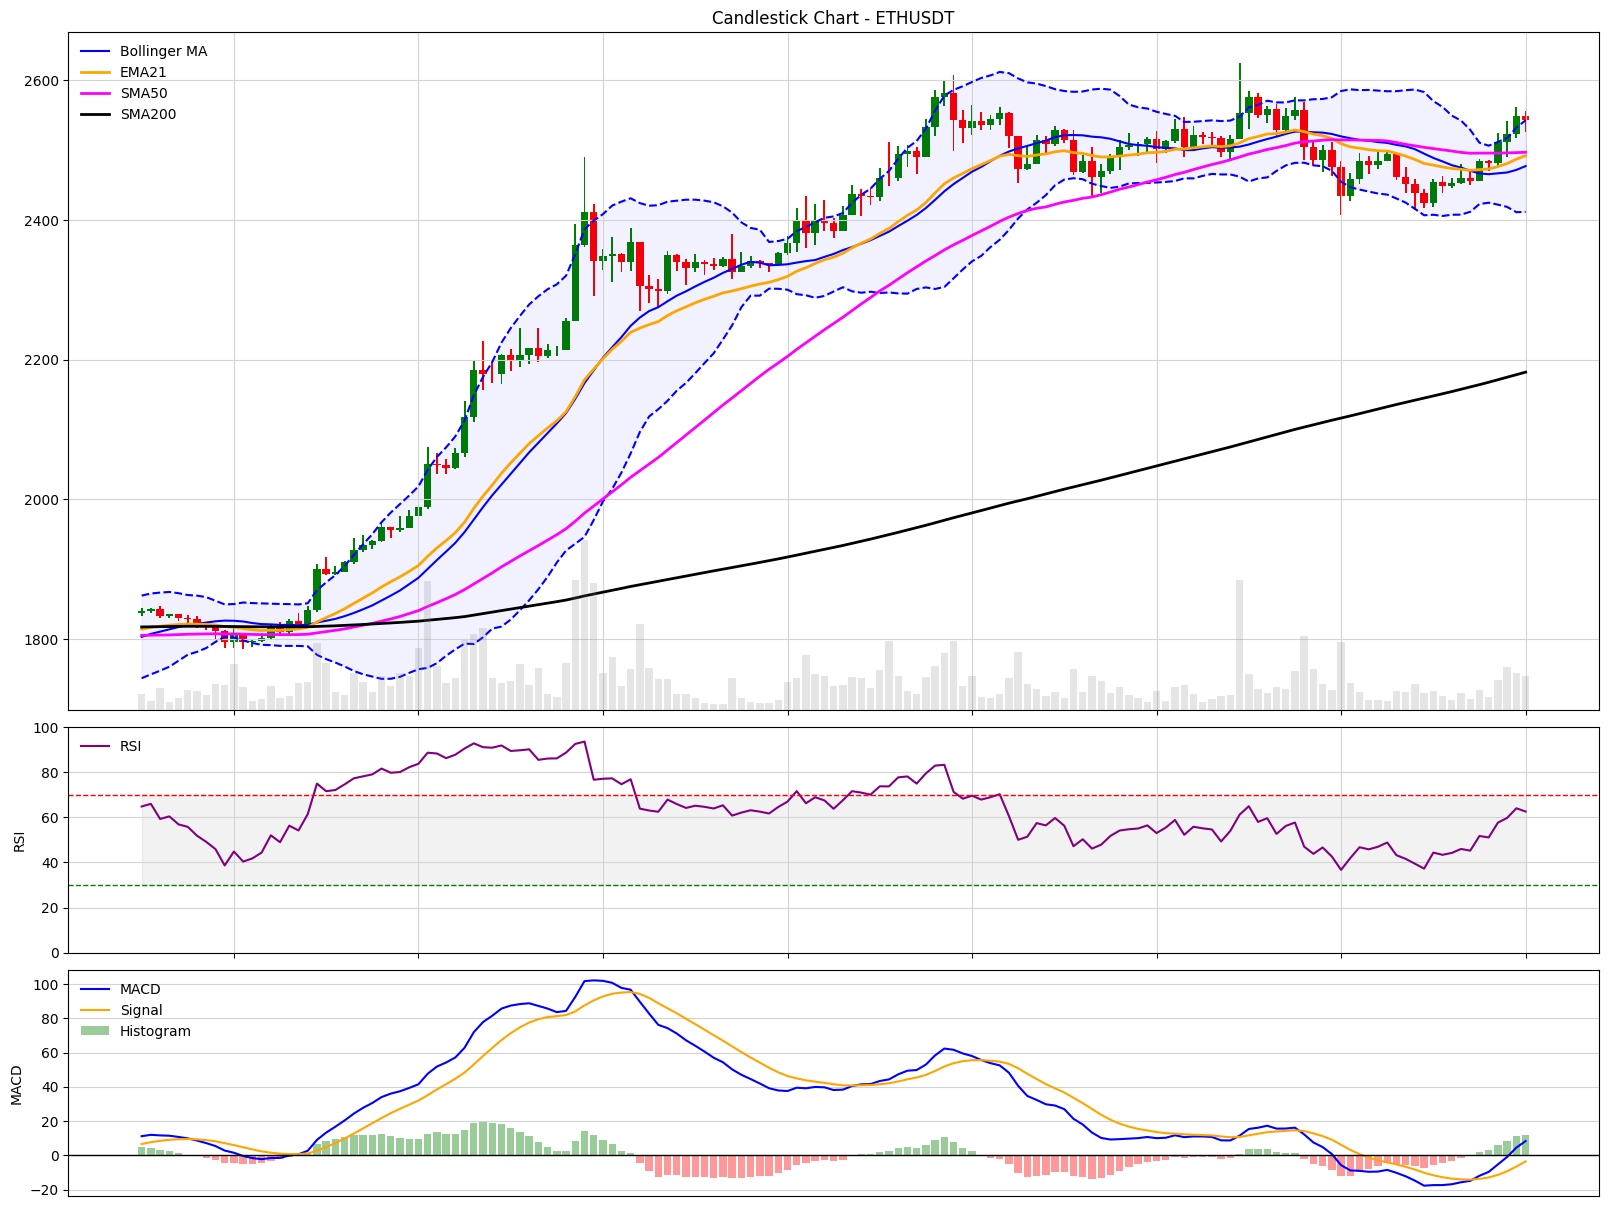 Candlestick Chart - ETHUSDT
Bollinger MA
EMA21
SMA50
SMA200
2600
2400
2200
2000
1800
RSI
100
80
60
40
20
0
RSI
MACD
Signal
Histogram
100
80
60
40
20
0
−20
MACD